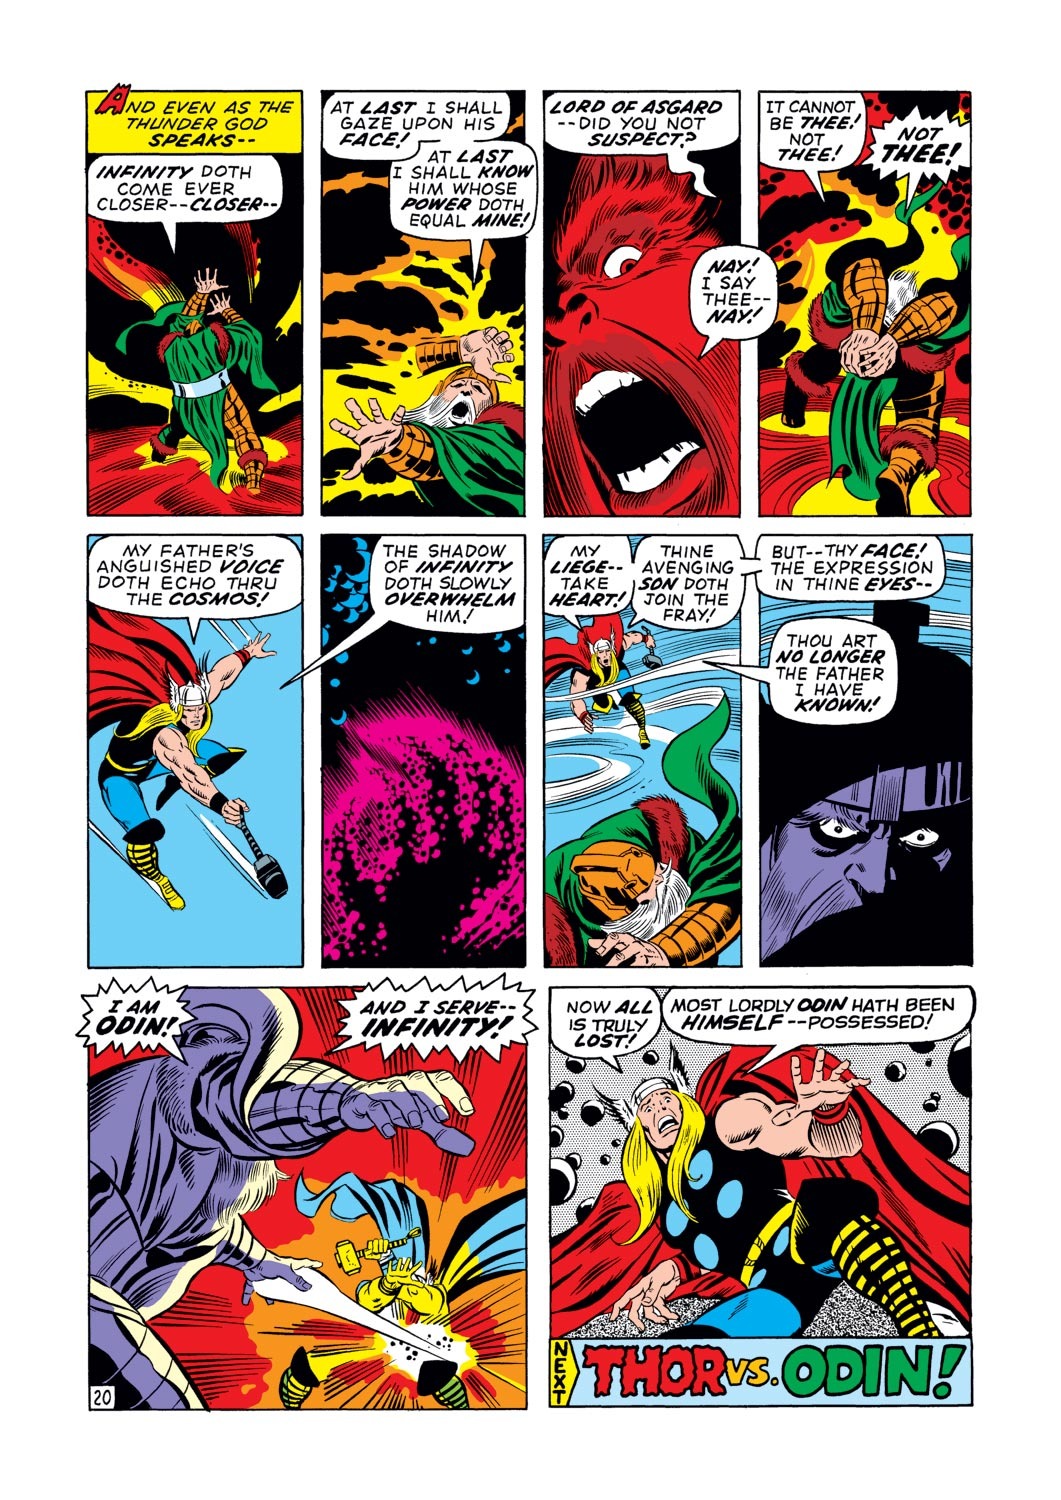 AND EVEN AS THE
THUNDER GOD
SPEAKS--
INFINITY DOTH
COME EVER
CLOSER--CLOSER--
AT LAST I SHALL
GAZE UPON HIS
FACE!
AT LAST
I SHALL KNOW
HIM WHOSE
POWER DOTH
EQUAL MINE!
LORD OF ASGARD
--DID YOU NOT
SUSPECT?
NAY!
I SAY
THEE--
NAY!
IT CANNOT
BE THEE!
NOT
THEE!
NOT
THEE!
MY FATHER'S
ANGUISHED VOICE
DOTH ECHO THRU
THE COSMOS!
THE SHADOW
OF INFINITY
DOTH SLOWLY
OVERWHELM
HIM!
MY
LIEGE--
TAKE
HEART!
THINE
AVENGING
SON DOTH
JOIN THE
FRAY!
BUT--THY FACE!
THE EXPRESSION
IN THINE EYES--
THOU ART
NO LONGER
THE FATHER
I HAVE
KNOWN!
I AM
ODIN!
AND I SERVE--
INFINITY!
NOW ALL
IS TRULY
LOST!
MOST LORDLY ODIN HATH BEEN
HIMSELF--POSSESSED!
NEXT
THOR VS. ODIN!
20